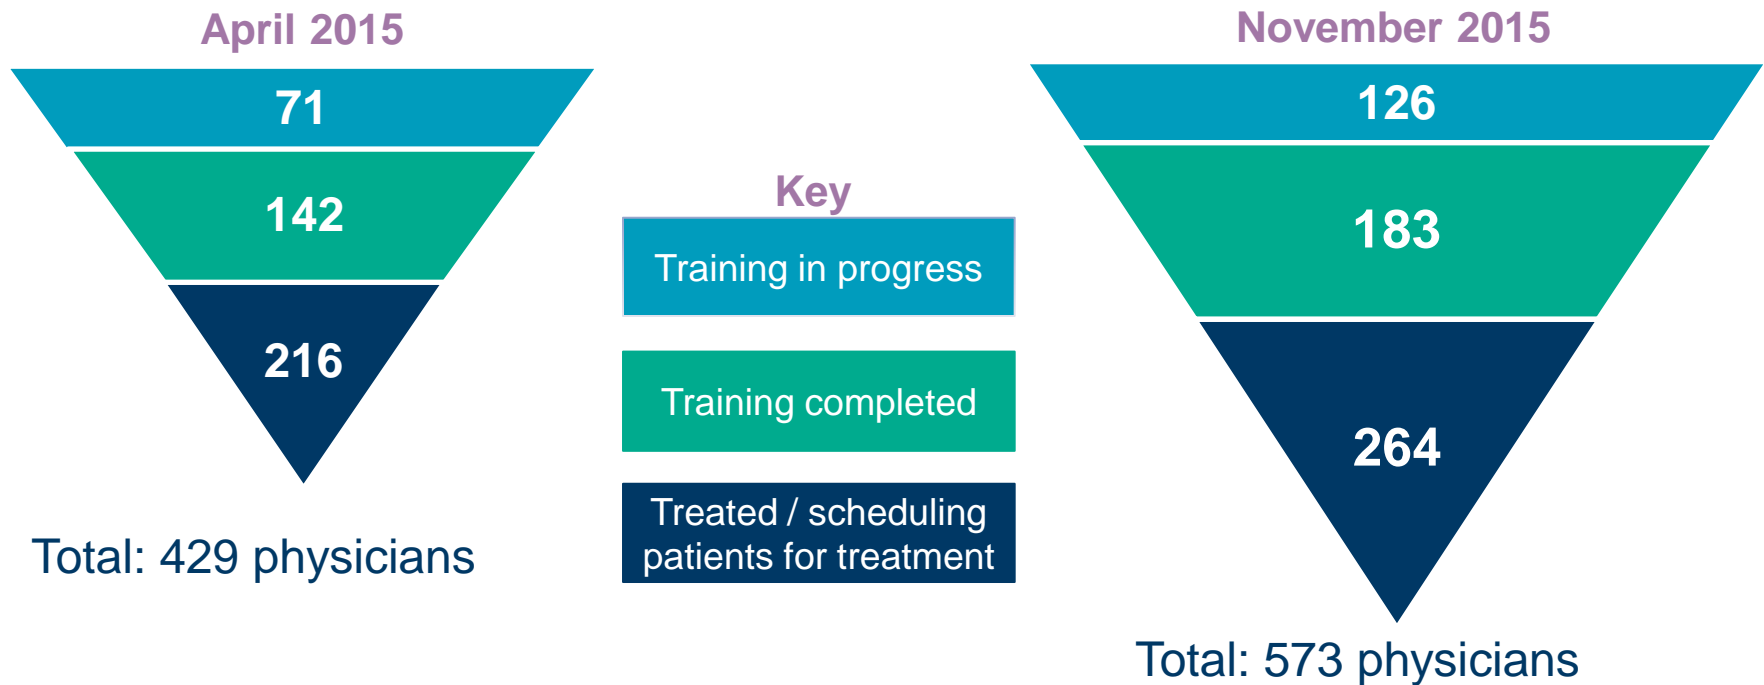 April 2015
71
142
216
Total: 429 physicians
Key
Training in progress
Training completed
Treated / scheduling
patients for treatment
November 2015
126
183
264
Total: 573 physicians